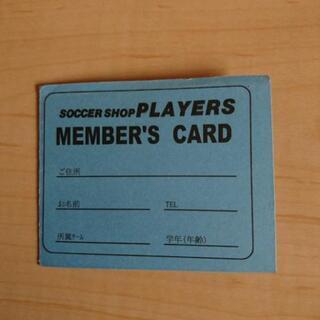 SOCCER SHOP PLAYERS
MEMBER'S CARD
ご住所
お名前 TEL
所属ﾁｰﾑ 学年(年齢)